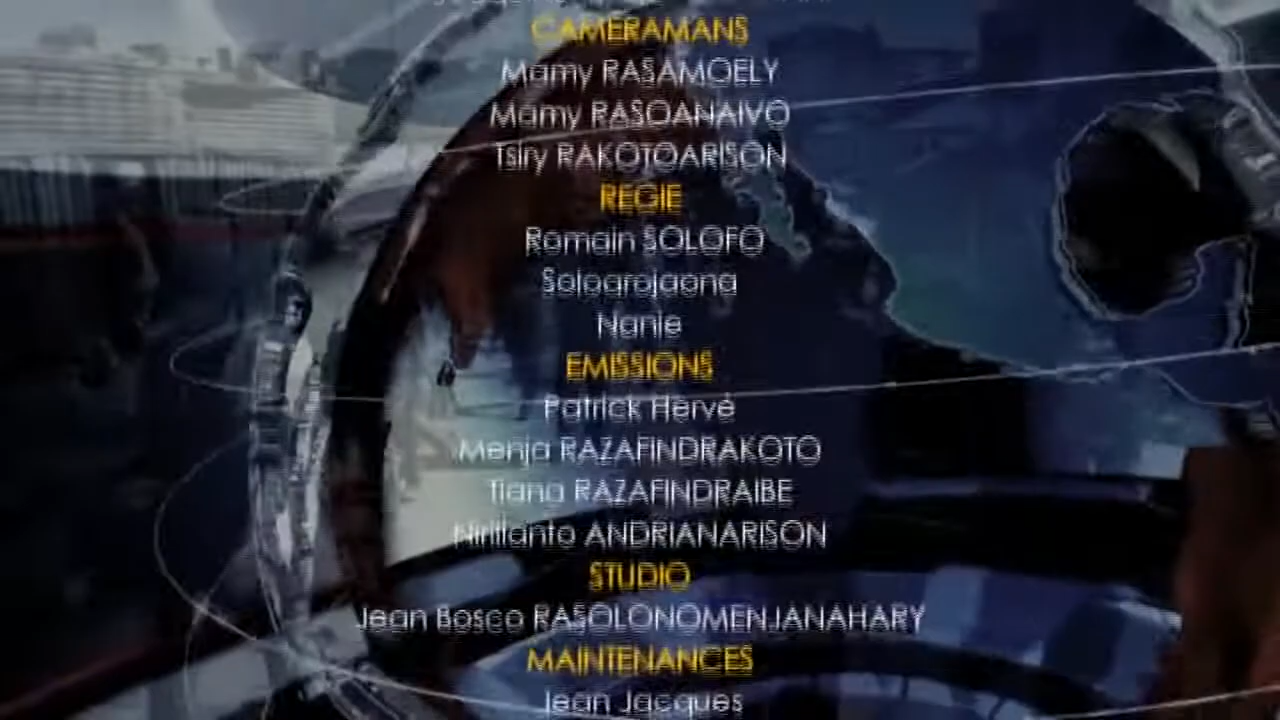 CAMERAMANS
Mamy RASAMOELY
Mamy RASOANAIVO
Tsiry RAKOTOARISON
REGIE
Romain SOLOFO
Soloarojaona
Nanie
EMISSIONS
Patrick Hervé
Menja RAZAFINDRAKOTO
Tiana RAZAFINDRAIBE
ANDRIANARISON
STUDIO
Jean Bosco RASOLONOMENJANAHARY
MAINTENANCES
Jean Jacques